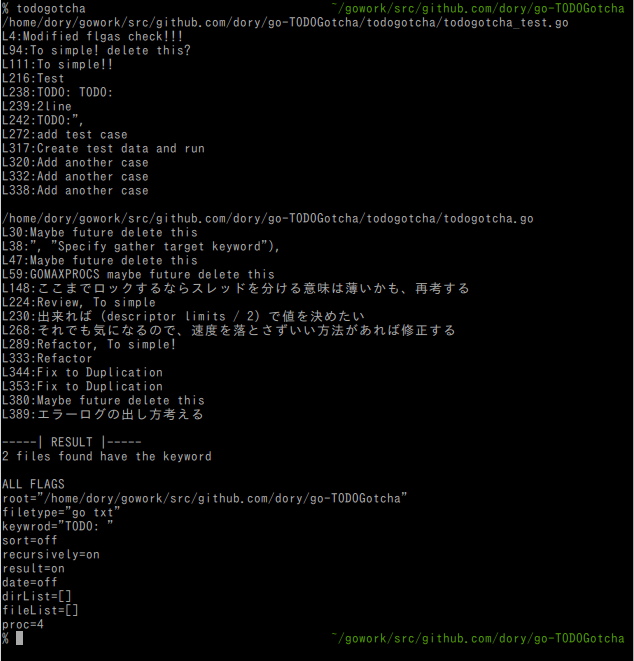 % todogotcha ~/gowork/src/github.com/dory/go-TODOGotcha
/home/dory/gowork/src/github.com/dory/go-TODOGotcha/todogotcha/todogotcha_test.go
L4:Modified flgas check!!!
L94:To simple! delete this?
L111:To simple!!
L216:Test
L238:TODO: TODO:
L239:2line
L242:TODO:",
L272:add test case
L317:Create test data and run
L320:Add another case
L332:Add another case
L338:Add another case
/home/dory/gowork/src/github.com/dory/go-TODOGotcha/todogotcha/todogotcha.go
L30:Maybe future delete this
L38:", "Specify gather target keyword"),
L47:Maybe future delete this
L59:GOMAXPROCS maybe future delete this
L148:ここまでロックするならスレッドを分ける意味は薄いかも、再考する
L224:Review, To simple
L230:出来れば (descriptor limits / 2) で値を決めたい
L268:それでも気になるので、速度を落とさずいい方法があれば修正する
L289:Refactor, To simple!
L333:Refactor
L344:Fix to Duplication
L353:Fix to Duplication
L380:Maybe future delete this
L389:エラーログの出し方考える
-----| RESULT |-----
2 files found have the keyword
ALL FLAGS
root="/home/dory/gowork/src/github.com/dory/go-TODOGotcha"
filetype="go txt"
keywrod="TODO: "
sort=off
recursively=on
result=on
date=off
dirList=[]
fileList=[]
proc=4
% ~/gowork/src/github.com/dory/go-TODOGotcha